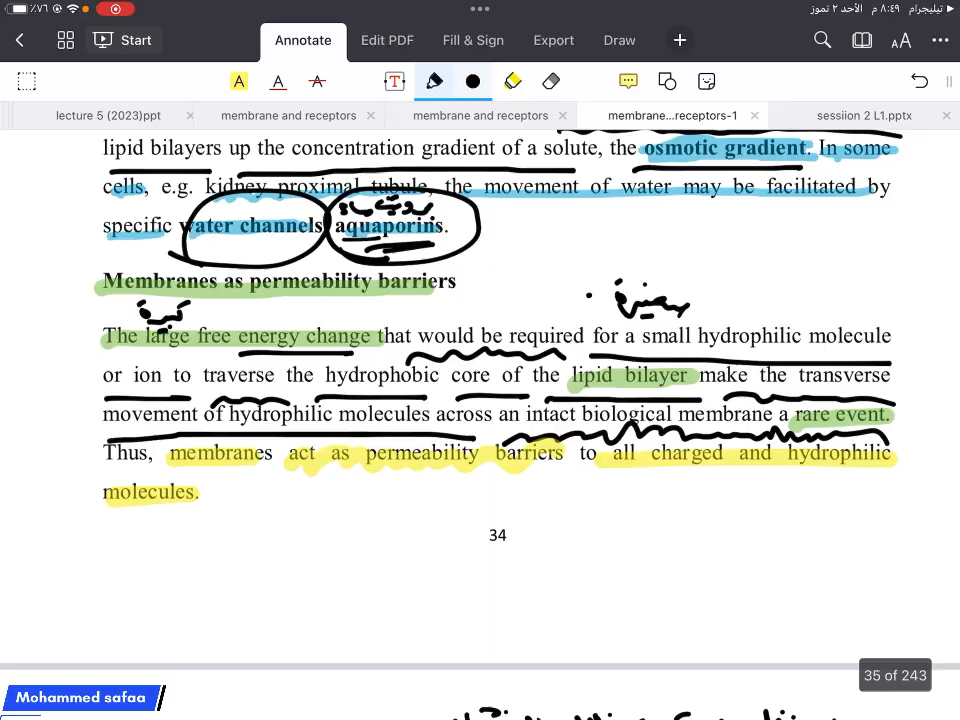 ٪٧٦ تيليجرام ٨:٤٩ م الأحد ٢ تموز
Start Annotate Edit PDF Fill & Sign Export Draw
lecture 5 (2023)ppt membrane and receptors membrane and receptors membrane...receptors-1 sesiion 2 L1.pptx
lipid bilayers up the concentration gradient of a solute, the osmotic gradient. In some
cells, e.g. kidney proximal tubule, the movement of water may be facilitated by
specific water channels aquaporins.
Membranes as permeability barriers
كبيرة
صغيرة
The large free energy change that would be required for a small hydrophilic molecule
or ion to traverse the hydrophobic core of the lipid bilayer make the transverse
movement of hydrophilic molecules across an intact biological membrane a rare event.
Thus, membranes act as permeability barriers to all charged and hydrophilic
molecules.
34
35 of 243
Mohammed safaa